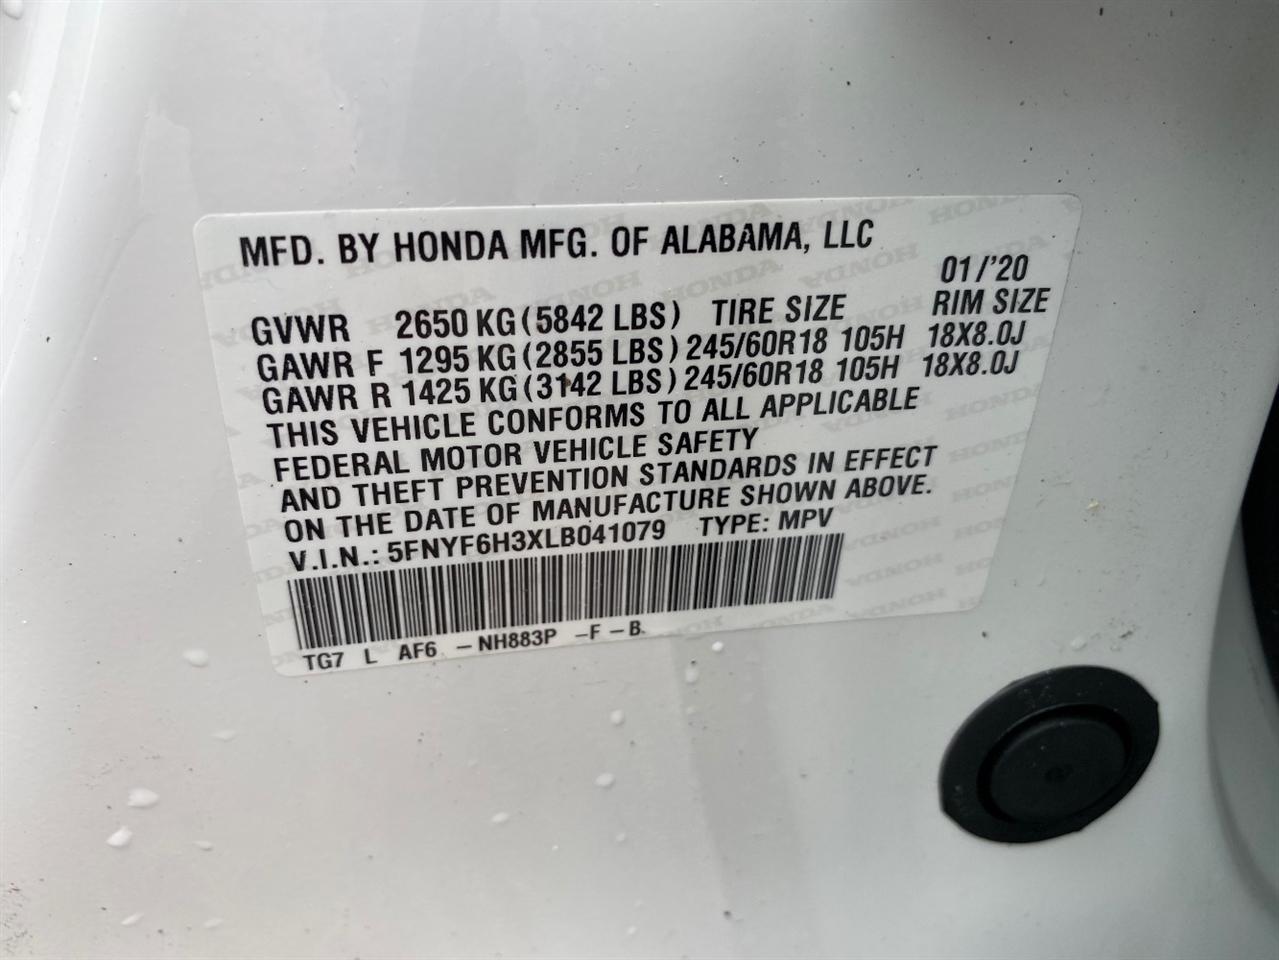 MFD. BY HONDA MFG. OF ALABAMA, LLC
01/'20
GVWR 2650 KG (5842 LBS) TIRE SIZE RIM SIZE
GAWR F 1295 KG (2855 LBS) 245/60R18 105H 18X8.0J
GAWR R 1425 KG (3142 LBS) 245/60R18 105H 18X8.0J
THIS VEHICLE CONFORMS TO ALL APPLICABLE
FEDERAL MOTOR VEHICLE SAFETY
AND THEFT PREVENTION STANDARDS IN EFFECT
ON THE DATE OF MANUFACTURE SHOWN ABOVE.
V.I.N.: 5FNYF6H3XLB041079 TYPE: MPV
TG7 L AF6 -NH883P -F-B